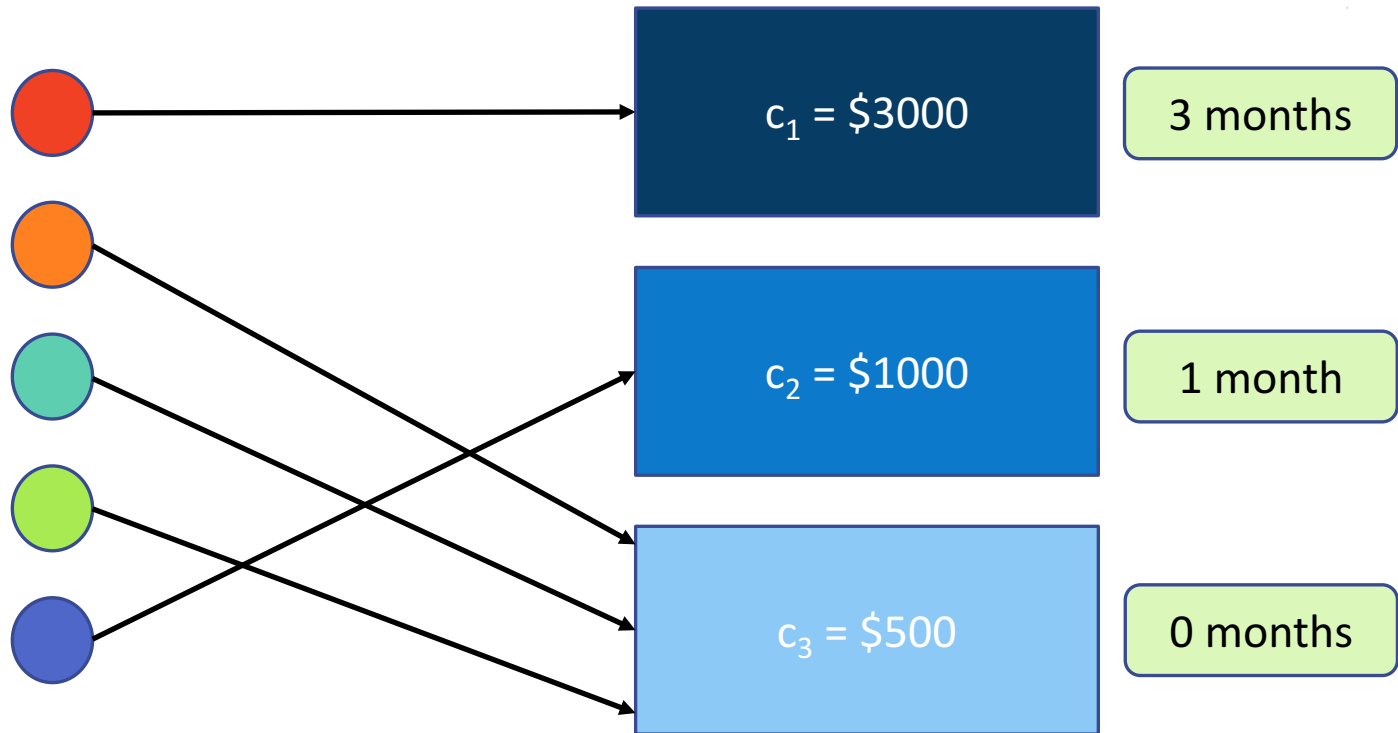 c₁ = $3000
3 months
c₂ = $1000
1 month
c₃ = $500
0 months